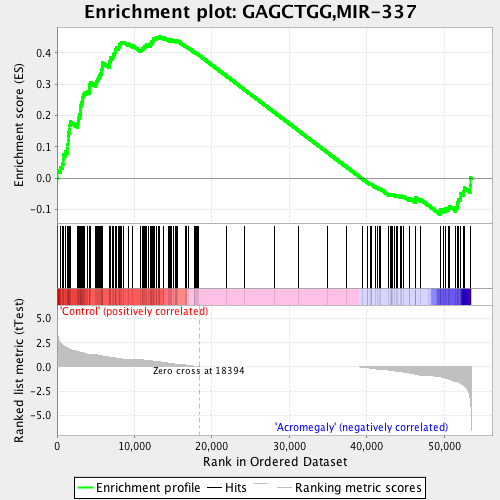 Enrichment plot: GAGCTGG,MIR-337
Enrichment score (ES)
0.4
0.3
0.2
0.1
0.0
-0.1
'Control' (positively correlated)
Ranked list metric (tTest)
5.0
2.5
0.0
-2.5
-5.0
Zero cross at 18394
'Acromegaly' (negatively correlated)
0
10,000
20,000
30,000
40,000
50,000
Rank in Ordered Dataset
Enrichment profile
Hits
Ranking metric scores